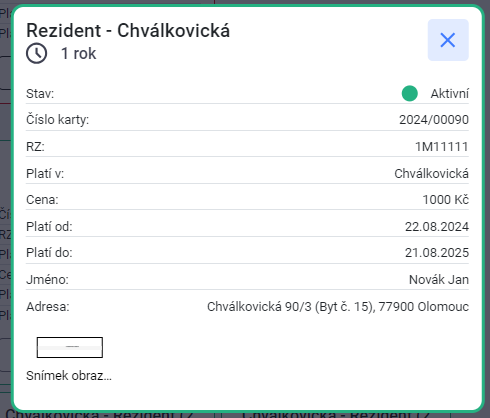 Rezident - Chválkovická
1 rok
Stav: Aktivní
Číslo karty: 2024/00090
RZ: 1M11111
Platí v: Chválkovická
Cena: 1000 Kč
Platí od: 22.08.2024
Platí do: 21.08.2025
Jméno: Novák Jan
Adresa: Chválkovická 90/3 (Byt č. 15), 77900 Olomouc
Snímek obraz...